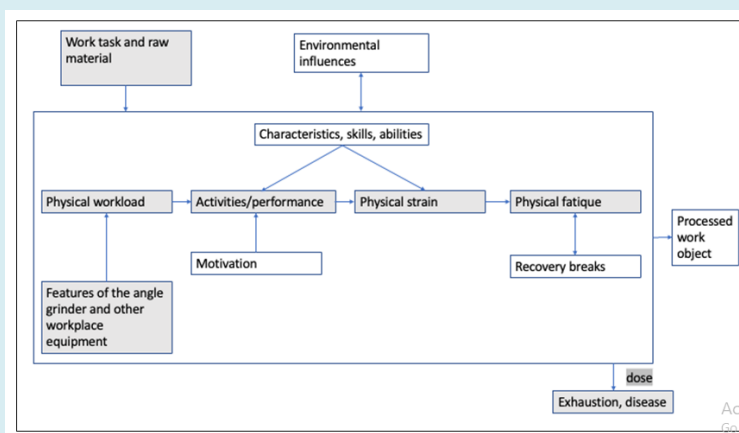 Work task and raw
material
Environmental
influences
Characteristics, skills, abilities
Physical workload
Activities/performance
Physical strain
Physical fatique
Processed
work
object
Motivation
Recovery breaks
Features of the angle
grinder and other
workplace
equipment
dose
Exhaustion, disease